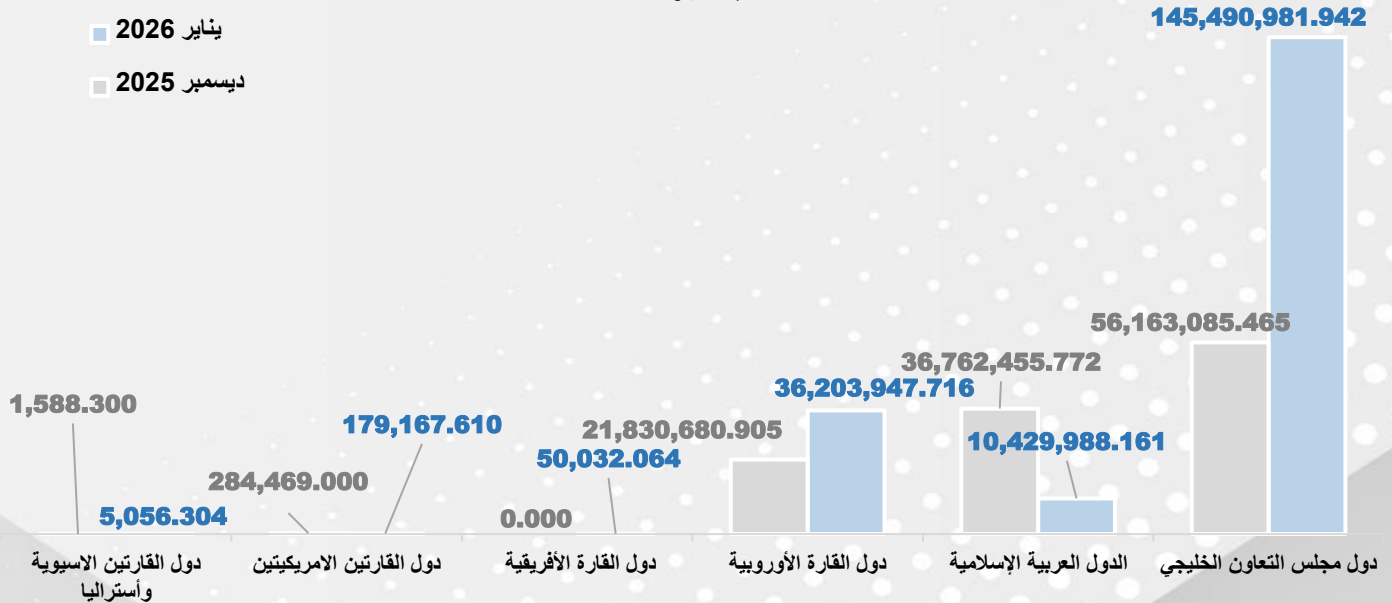 يناير 2026
ديسمبر 2025
145,490,981.942
56,163,085.465
36,762,455.772
10,429,988.161
36,203,947.716
21,830,680.905
50,032.064
0.000
179,167.610
284,469.000
1,588.300
5,056.304
دول مجلس التعاون الخليجي
الدول العربية الإسلامية
دول القارة الأوروبية
دول القارة الأفريقية
دول القارتين الامريكيتين
دول القارتين الاسيوية
وأستراليا